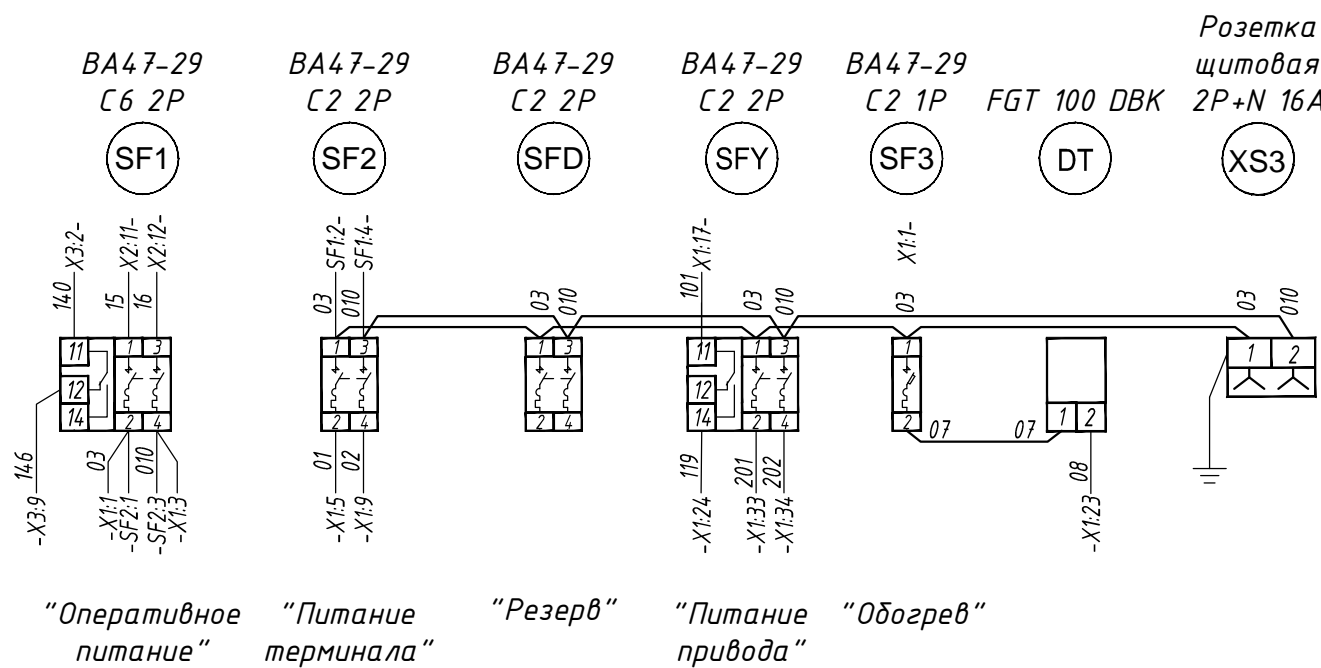 Розетка
ВА47-29 ВА47-29 ВА47-29 ВА47-29 ВА47-29 щитовая
С6 2Р С2 2Р С2 2Р С2 2Р С2 1Р FGT 100 DBK 2P+N 16A
SF1 SF2 SFD SFY SF3 DT XS3
X3:2- X2:11- X2:12- SF1:2- SF1:4- X1:17- X1:1-
140 15 16 03 010 03 010 101 03 010 03 03 010
11 1 3 1 3 1 3 11 1 3 1 1 2
12 12
14 2 4 2 4 2 4 14 2 4 2 1 2
07 07
146 03 010 01 02 119 201 202 08
-X3:9 -X1:1 -SF2:1 -SF2:3 -X1:3 -X1:5 -X1:9 -X1:24 -X1:33 -X1:34 -X1:23
"Оперативное "Питание "Резерв" "Питание "Обогрев"
питание" терминала" привода"